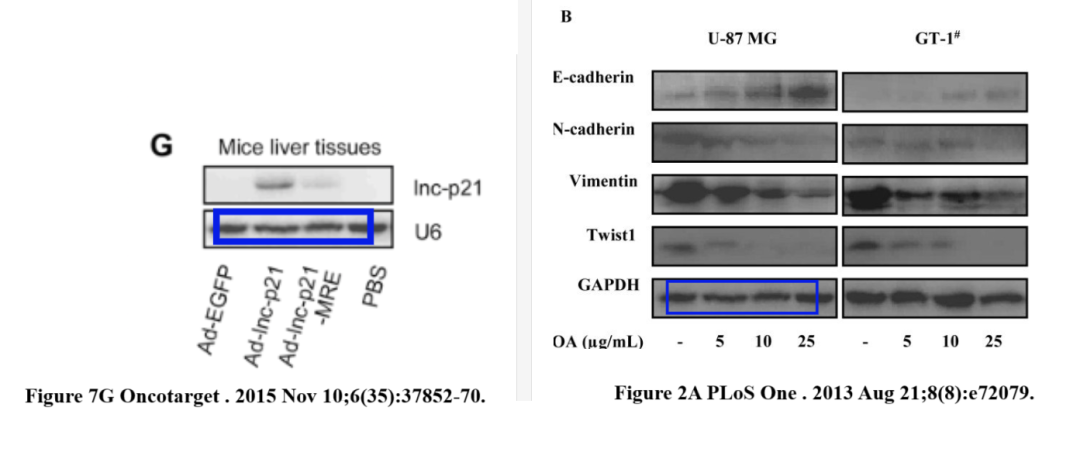 G
Mice liver tissues
lnc-p21
U6
Ad-EGFP
Ad-lnc-p21
Ad-lnc-p21
-MRE
PBS
Figure 7G Oncotarget . 2015 Nov 10;6(35):37852-70.
B
U-87 MG GT-1#
E-cadherin
N-cadherin
Vimentin
Twist1
GAPDH
OA (μg/mL) - 5 10 25 - 5 10 25
Figure 2A PLoS One . 2013 Aug 21;8(8):e72079.